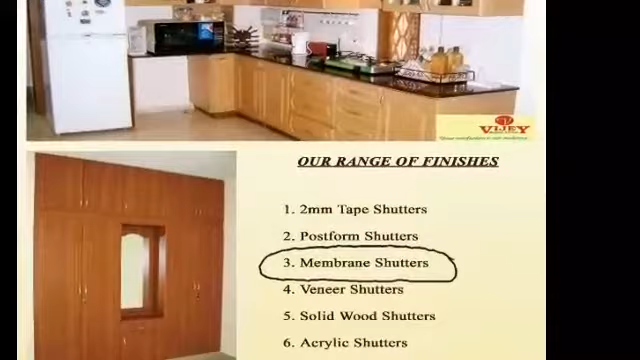 VIJEY
OUR RANGE OF FINISHES
1. 2mm Tape Shutters
2. Postform Shutters
3. Membrane Shutters
4. Veneer Shutters
5. Solid Wood Shutters
6. Acrylic Shutters